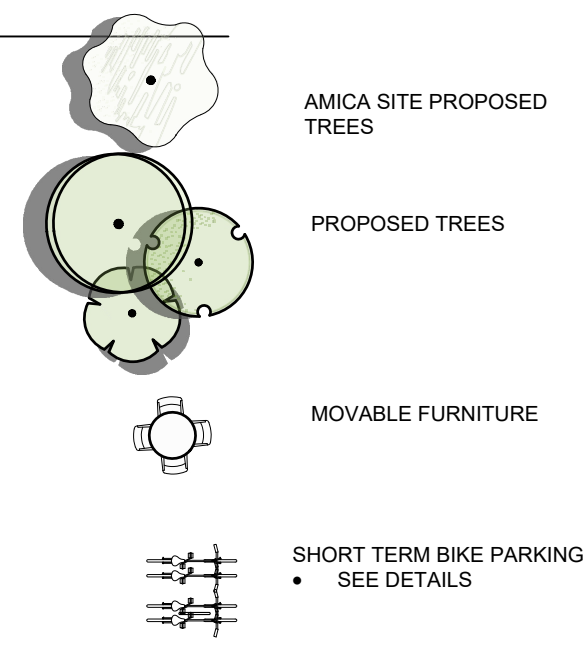 AMICA SITE PROPOSED
TREES
PROPOSED TREES
MOVABLE FURNITURE
SHORT TERM BIKE PARKING
• SEE DETAILS